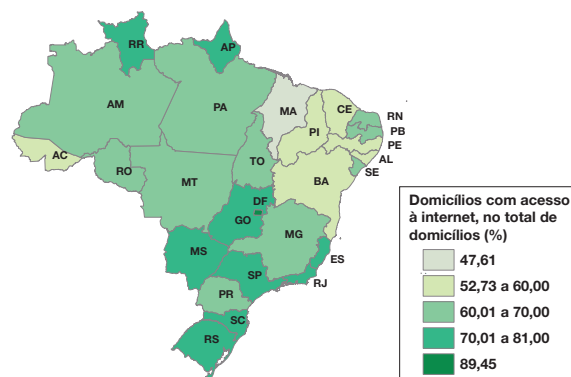 RR
AP
AM
PA
MA
CE
RN
PB
PE
AL
SE
PI
AC
RO
TO
BA
MT
DF
GO
MG
ES
MS
SP
RJ
PR
SC
RS
Domicílios com acesso
à internet, no total de
domicílios (%)
47,61
52,73 a 60,00
60,01 a 70,00
70,01 a 81,00
89,45